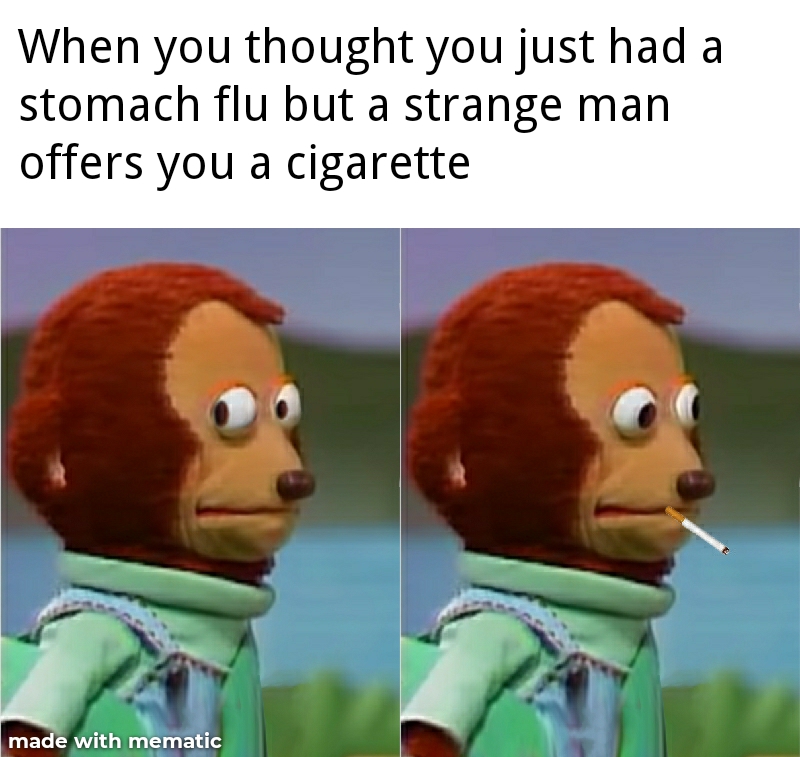 When you thought you just had a
stomach flu but a strange man
offers you a cigarette
made with mematic